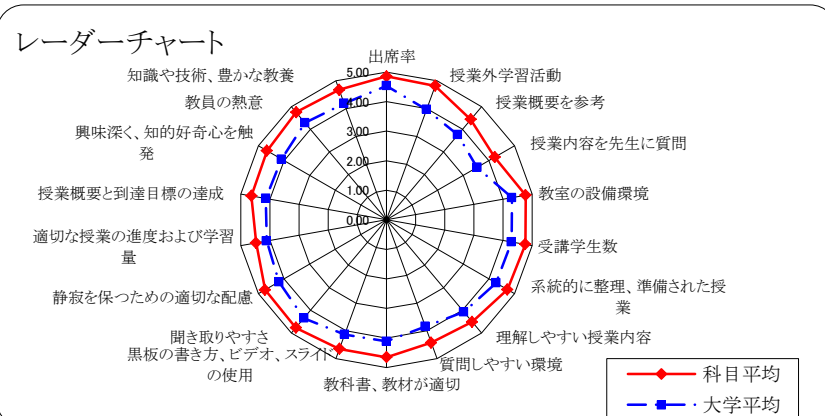 レーダーチャート
出席率
授業外学習活動
授業概要を参考
授業内容を先生に質問
教室の設備環境
受講学生数
系統的に整理、準備された授
業
理解しやすい授業内容
質問しやすい環境
教科書、教材が適切
黒板の書き方、ビデオ、スライド
の使用
聞き取りやすさ
静寂を保つための適切な配慮
適切な授業の進度および学習
量
授業概要と到達目標の達成
興味深く、知的好奇心を触
発
教員の熱意
知識や技術、豊かな教養
5.00
4.00
3.00
2.00
1.00
0.00
科目平均
大学平均